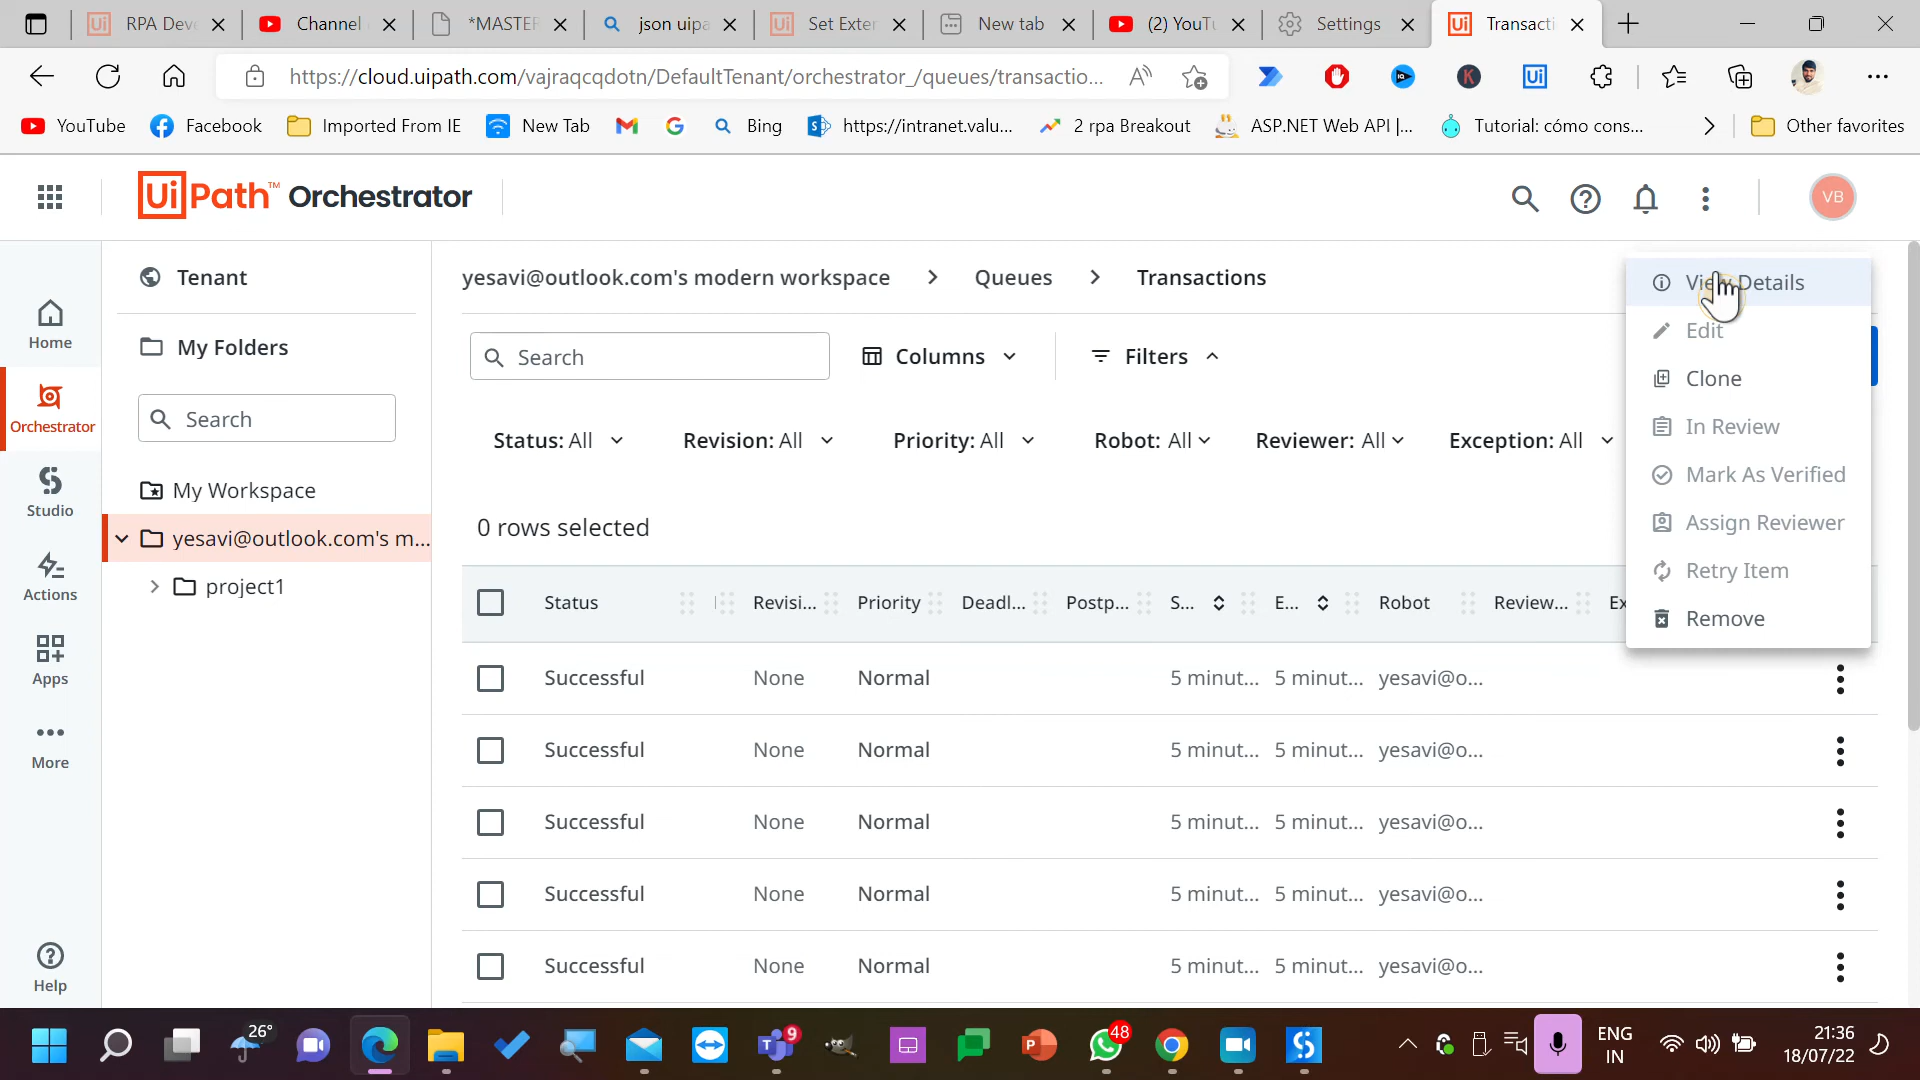 RPA Deve
Channel
*MASTER
json uipa
Set Exter
New tab
(2) YouTu
Settings
Transacti
https://cloud.uipath.com/vajraqcqdotn/DefaultTenant/orchestrator_/queues/transactio...
YouTube
Facebook
Imported From IE
New Tab
Bing
https://intranet.valu...
2 rpa Breakout
ASP.NET Web API |...
Tutorial: cómo cons...
Other favorites
UiPath™ Orchestrator
VB
Home
Orchestrator
Studio
Actions
Apps
More
Help
Tenant
My Folders
Search
My Workspace
yesavi@outlook.com's m...
project1
yesavi@outlook.com's modern workspace > Queues > Transactions
Search
Columns
Filters
Status: All
Revision: All
Priority: All
Robot: All
Reviewer: All
Exception: All
0 rows selected
View Details
Edit
Clone
In Review
Mark As Verified
Assign Reviewer
Retry Item
Remove
Status Revisi... Priority Deadl... Postp... S... E... Robot Review... Ex
Successful None Normal 5 minut... 5 minut... yesavi@o...
Successful None Normal 5 minut... 5 minut... yesavi@o...
Successful None Normal 5 minut... 5 minut... yesavi@o...
Successful None Normal 5 minut... 5 minut... yesavi@o...
Successful None Normal 5 minut... 5 minut... yesavi@o...
26°
9
48
ENG
IN
21:36
18/07/22